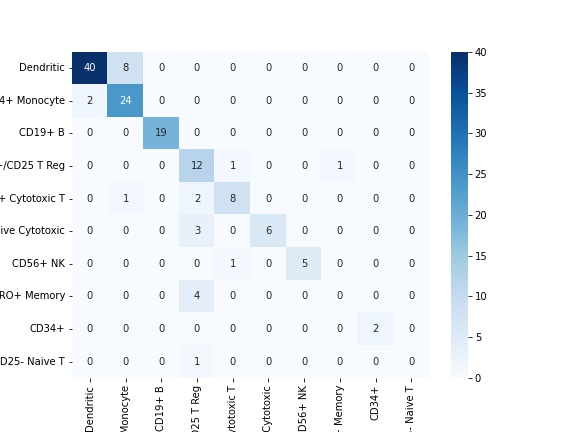 Dendritic 40 8 0 0 0 0 0 0 0 0
4+ Monocyte 2 24 0 0 0 0 0 0 0 0
CD19+ B 0 0 19 0 0 0 0 0 0 0
/CD25 T Reg 0 0 0 12 1 0 0 1 0 0
+ Cytotoxic T 0 1 0 2 8 0 0 0 0 0
ive Cytotoxic 0 0 0 3 0 6 0 0 0 0
CD56+ NK 0 0 0 0 1 0 5 0 0 0
RO+ Memory 0 0 0 4 0 0 0 0 0 0
CD34+ 0 0 0 0 0 0 0 0 2 0
D25- Naive T 0 0 0 1 0 0 0 0 0 0
Dendritic
Monocyte
CD19+ B
25 T Reg
ytotoxic T
Cytotoxic
D56+ NK
Memory
CD34+
- Naive T
40
35
30
25
20
15
10
5
0